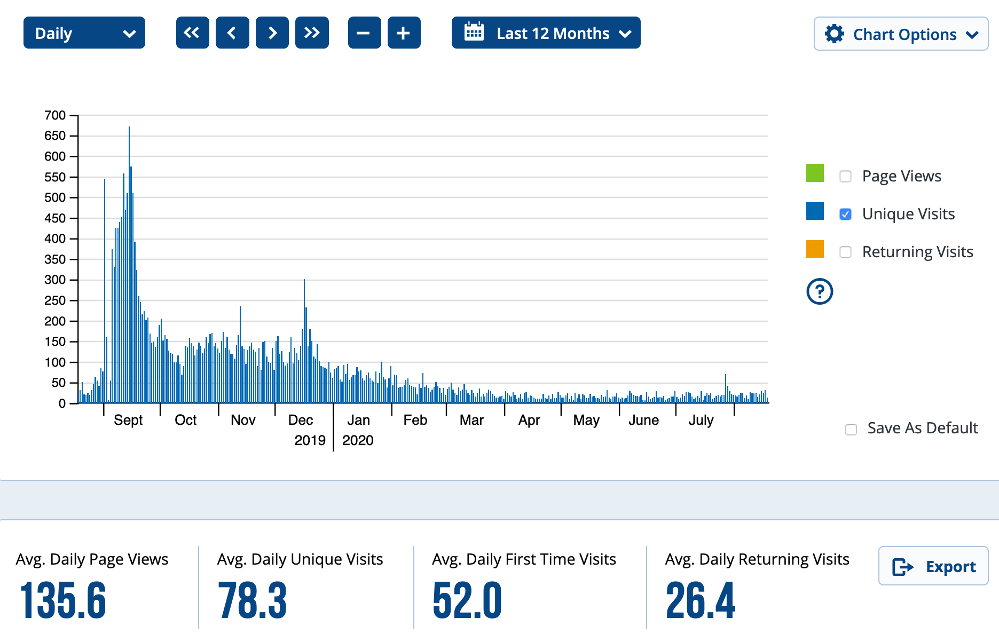 Daily
Last 12 Months
Chart Options
700
650
600
550
500
450
400
350
300
250
200
150
100
50
0
Sept Oct Nov Dec Jan Feb Mar Apr May June July
2019 2020
Page Views
Unique Visits
Returning Visits
?
Save As Default
Avg. Daily Page Views
135.6
Avg. Daily Unique Visits
78.3
Avg. Daily First Time Visits
52.0
Avg. Daily Returning Visits
26.4
Export